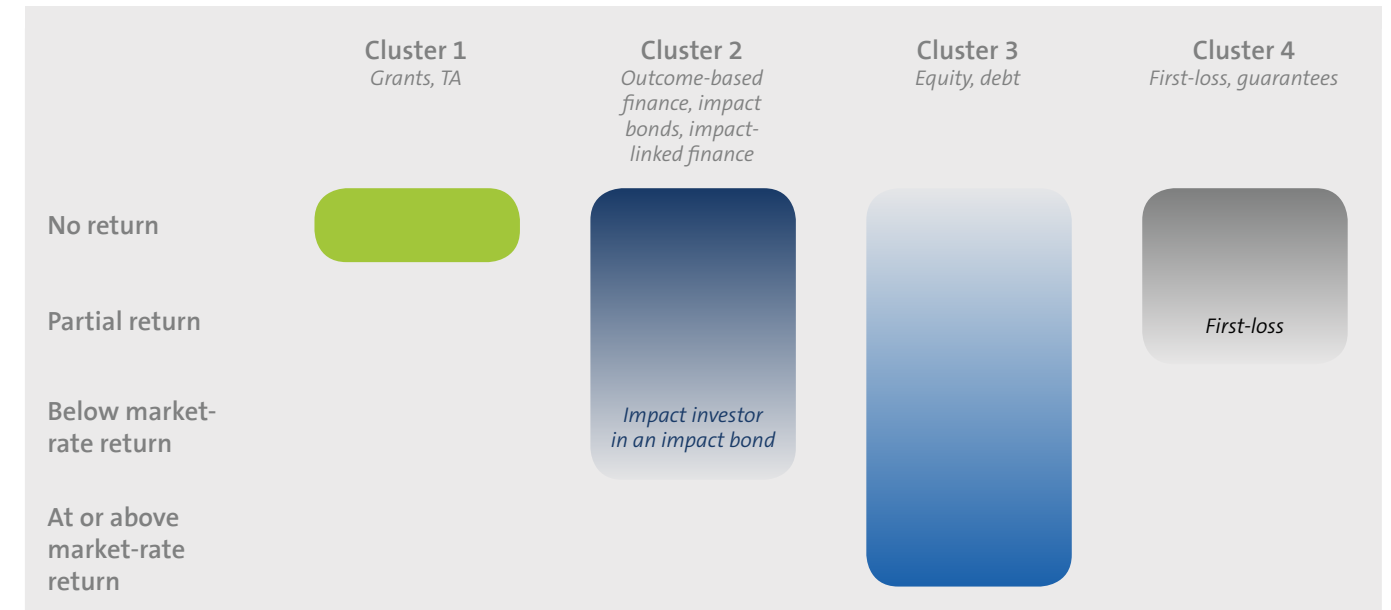 Cluster 1
Grants, TA
Cluster 2
Outcome-based
finance, impact
bonds, impact-
linked finance
Cluster 3
Equity, debt
Cluster 4
First-loss, guarantees
No return
Partial return
First-loss
Below market-
rate return
Impact investor
in an impact bond
At or above
market-rate
return